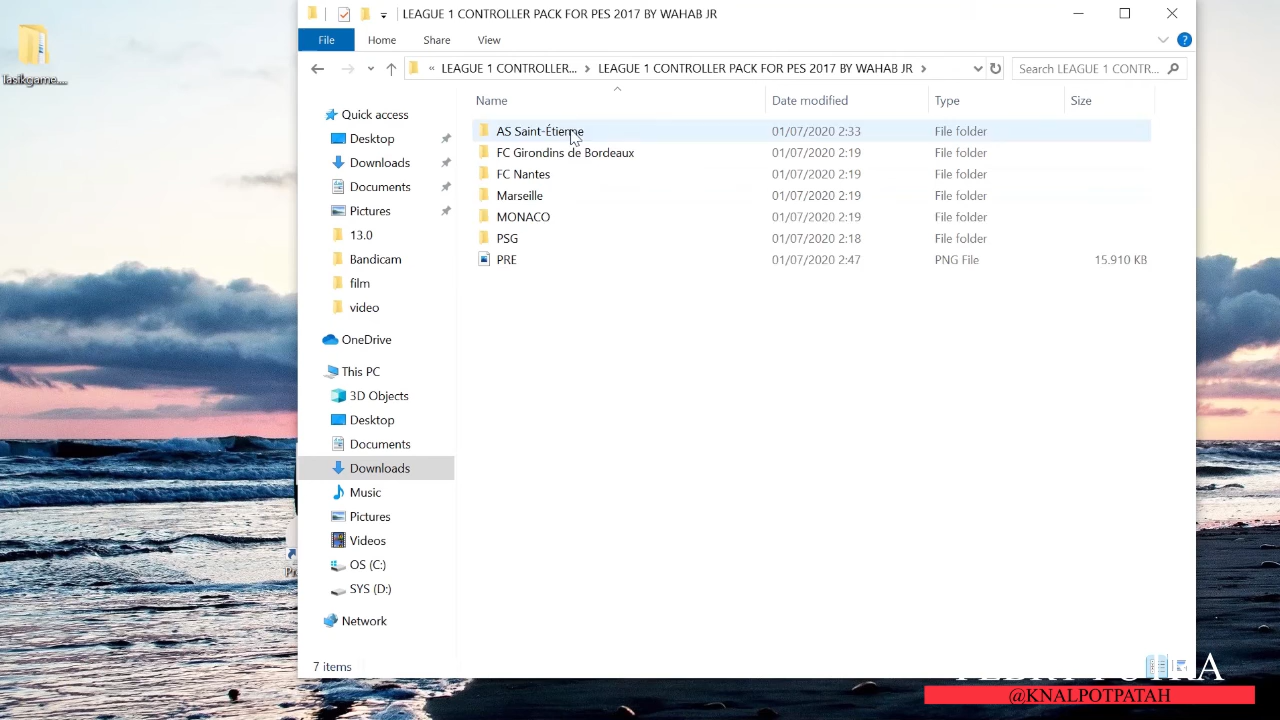 LEAGUE 1 CONTROLLER PACK FOR PES 2017 BY WAHAB JR
File Home Share View
« LEAGUE 1 CONTROLLER... > LEAGUE 1 CONTROLLER PACK FOR PES 2017 BY WAHAB JR > Search LEAGUE 1 CONTR...
Tasikgame....
Name Date modified Type Size
AS Saint-Étienne 01/07/2020 2:33 File folder
FC Girondins de Bordeaux 01/07/2020 2:19 File folder
FC Nantes 01/07/2020 2:19 File folder
Marseille 01/07/2020 2:19 File folder
MONACO 01/07/2020 2:19 File folder
PSG 01/07/2020 2:18 File folder
PRE 01/07/2020 2:47 PNG File 15.910 KB
Quick access
Desktop
Downloads
Documents
Pictures
13.0
Bandicam
film
video
OneDrive
This PC
3D Objects
Desktop
Documents
Downloads
Music
Pictures
Videos
OS (C:)
SYS (D:)
Network
7 items
@KNALPOTPATAH